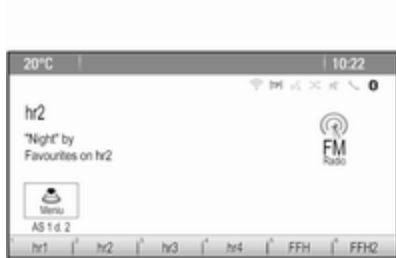 20°C 10:22
hr2
"Night" by
Favourites on hr2
FM
Radio
Menu
AS 1 d. 2
hr1 hr2 hr3 hr4 FFH FFH2